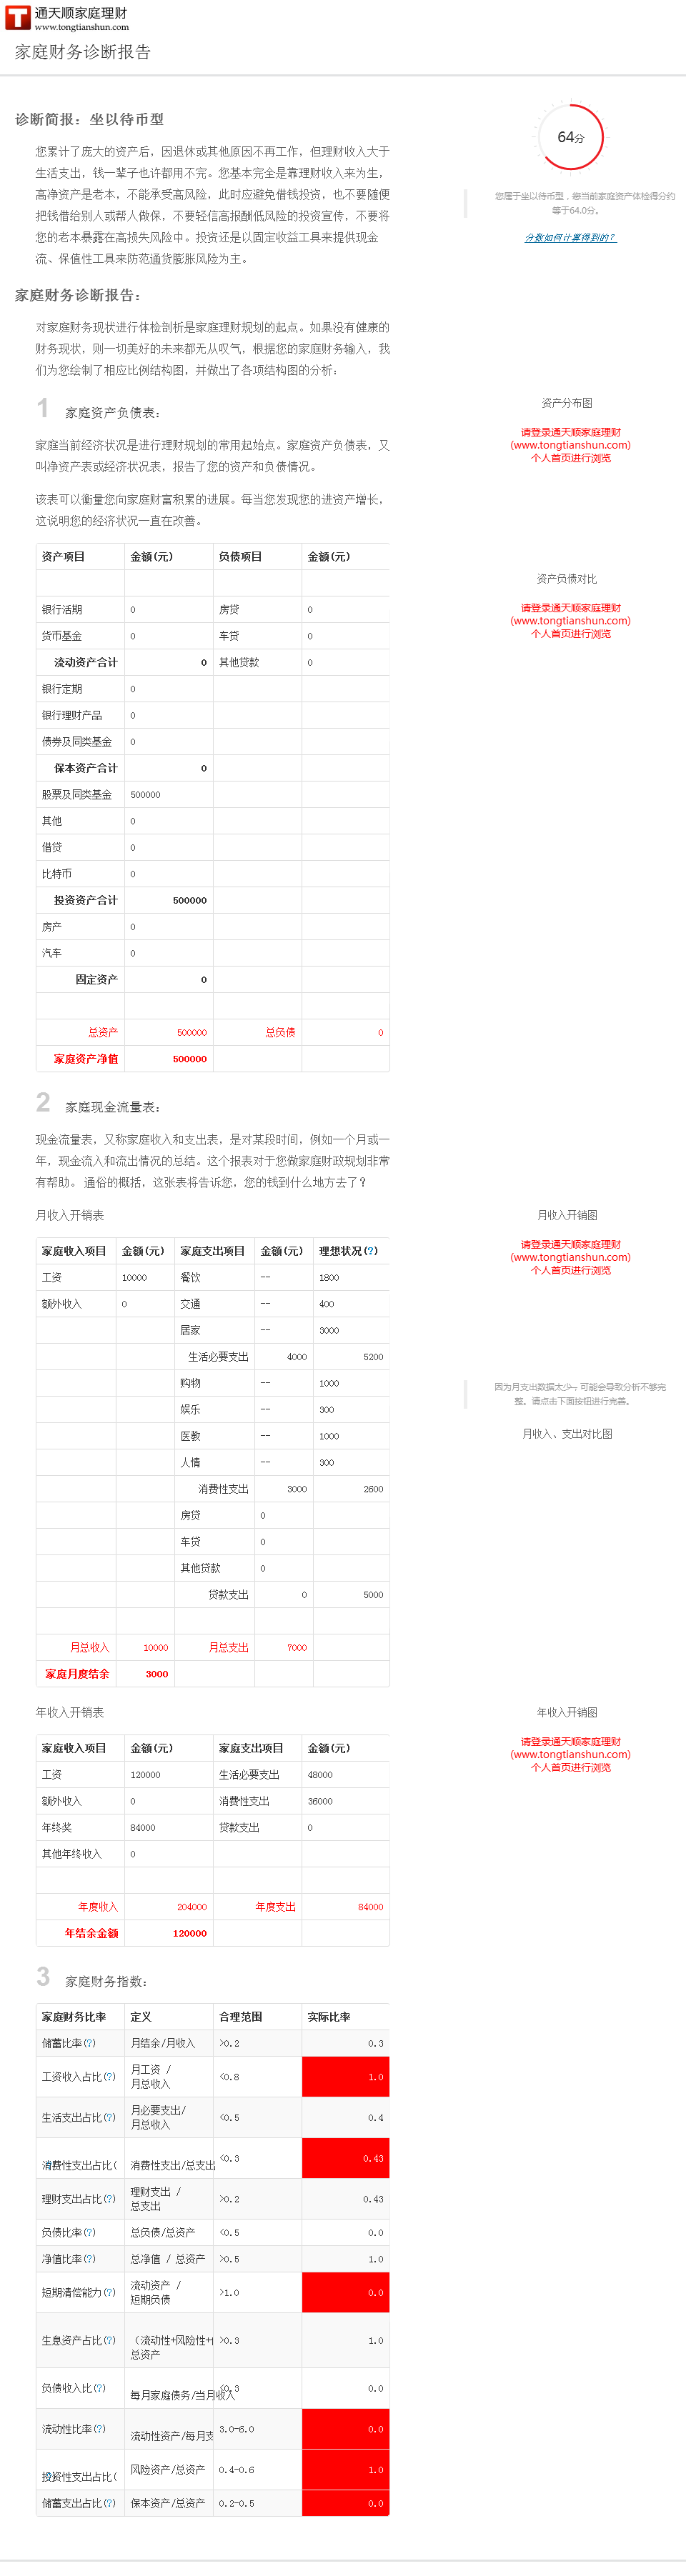 通天顺家庭理财
www.tongtianshun.com
家庭财务诊断报告
诊断简报：坐以待币型
您累计了庞大的资产后，因退休或其他原因不再工作，但理财收入大于
生活支出，钱一辈子也许都用不完。您基本完全是靠理财收入来为生，
高净资产是老本，不能承受高风险，此时应避免借钱投资，也不要随便
把钱借给别人或帮人做保，不要轻信高报酬低风险的投资宣传，不要将
您的老本暴露在高损失风险中。投资还是以固定收益工具来提供现金
流、保值性工具来防范通货膨胀风险为主。
64分
您属于坐以待币型，您当前家庭资产体检得分约
等于64.0分。
分数如何计算得到的？
家庭财务诊断报告：
对家庭财务现状进行体检剖析是家庭理财规划的起点。如果没有健康的
财务现状，则一切美好的未来都无从叹气，根据您的家庭财务输入，我
们为您绘制了相应比例结构图，并做出了各项结构图的分析：
1 家庭资产负债表：
家庭当前经济状况是进行理财规划的常用起始点。家庭资产负债表，又
叫净资产表或经济状况表，报告了您的资产和负债情况。
该表可以衡量您向家庭财富积累的进展。每当您发现您的进资产增长，
这说明您的经济状况一直在改善。
资产分布图
请登录通天顺家庭理财
(www.tongtianshun.com)
个人首页进行浏览
资产项目 金额(元) 负债项目 金额(元)
银行活期 0 房贷 0
货币基金 0 车贷 0
流动资产合计 0 其他贷款 0
银行定期 0
银行理财产品 0
债券及同类基金 0
保本资产合计 0
股票及同类基金 500000
其他 0
借贷 0
比特币 0
投资资产合计 500000
房产 0
汽车 0
固定资产 0
总资产 500000 总负债 0
家庭资产净值 500000
资产负债对比
请登录通天顺家庭理财
(www.tongtianshun.com)
个人首页进行浏览
2 家庭现金流量表：
现金流量表，又称家庭收入和支出表，是对某段时间，例如一个月或一
年，现金流入和流出情况的总结。这个报表对于您做家庭财政规划非常
有帮助。 通俗的概括，这张表将告诉您，您的钱到什么地方去了？
月收入开销表
家庭收入项目 金额(元) 家庭支出项目 金额(元) 理想状况(?)
工资 10000 餐饮 -- 1800
额外收入 0 交通 -- 400
居家 -- 3000
生活必要支出 4000 5200
购物 -- 1000
娱乐 -- 300
医教 -- 1000
人情 -- 300
消费性支出 3000 2600
房贷 0
车贷 0
其他贷款 0
贷款支出 0 5000
月总收入 10000 月总支出 7000
家庭月度结余 3000
月收入开销图
请登录通天顺家庭理财
(www.tongtianshun.com)
个人首页进行浏览
因为月支出数据太少，可能会导致分析不够完
整。请点击下面按钮进行完善。
月收入、支出对比图
年收入开销表
家庭收入项目 金额(元) 家庭支出项目 金额(元)
工资 120000 生活必要支出 48000
额外收入 0 消费性支出 36000
年终奖 84000 贷款支出 0
其他年终收入 0
年度收入 204000 年度支出 84000
年结余金额 120000
年收入开销图
请登录通天顺家庭理财
(www.tongtianshun.com)
个人首页进行浏览
3 家庭财务指数：
家庭财务比率 定义 合理范围 实际比率
储蓄比率(?) 月结余/月收入 >0.2 0.3
工资收入占比(?) 月工资 /
月总收入 <0.8 1.0
生活支出占比(?) 月必要支出/
月总收入 <0.5 0.4
消费性支出占比( 消费性支出/总支出 <0.3 0.43
理财支出占比(?) 理财支出 /
总支出 >0.2 0.43
负债比率(?) 总负债/总资产 <0.5 0.0
净值比率(?) 总净值 / 总资产 >0.5 1.0
短期清偿能力(?) 流动资产 /
短期负债 >1.0 0.0
生息资产占比(?) （流动性+风险性+
总资产 >0.3 1.0
负债收入比(?) 每月家庭债务/当月收入 <0.3 0.0
流动性比率(?) 流动性资产/每月支 3.0-6.0 0.0
投资性支出占比( 风险资产/总资产 0.4-0.6 1.0
储蓄支出占比(?) 保本资产/总资产 0.2-0.5 0.0